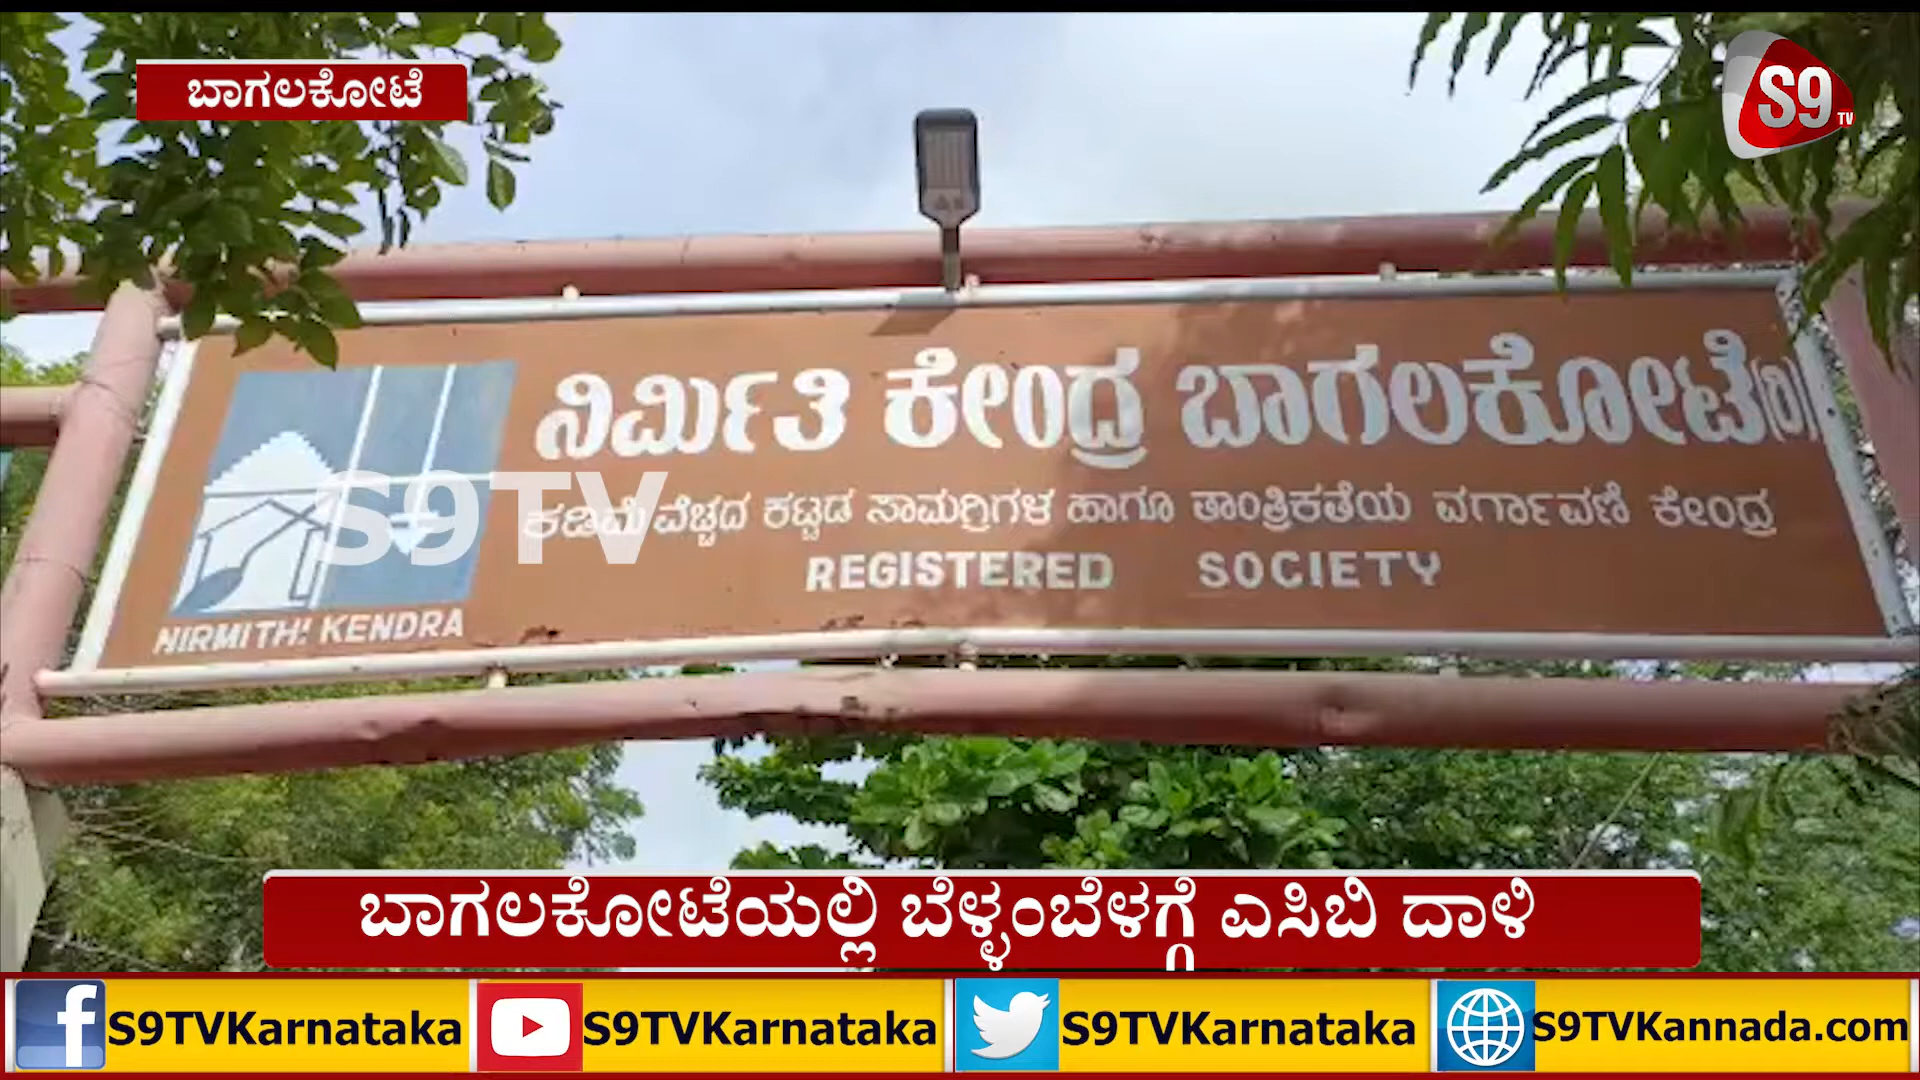 ಬಾಗಲಕೋಟೆ
S9 TV
ನಿರ್ಮಿತಿ ಕೇಂದ್ರ ಬಾಗಲಕೋಟೆ(ರಿ)
S9TV
ಕಡಿಮೆ ವೆಚ್ಚದ ಕಟ್ಟಡ ಸಾಮಗ್ರಿಗಳ ಹಾಗೂ ತಾಂತ್ರಿಕತೆಯ ವರ್ಗಾವಣೆ ಕೇಂದ್ರ
REGISTERED SOCIETY
NIRMITHI KENDRA
ಬಾಗಲಕೋಟೆಯಲ್ಲಿ ಬೆಳ್ಳಂಬೆಳಗ್ಗೆ ಎಸಿಬಿ ದಾಳಿ
S9TVKarnataka S9TVKarnataka S9TVKarnataka S9TVKannada.com